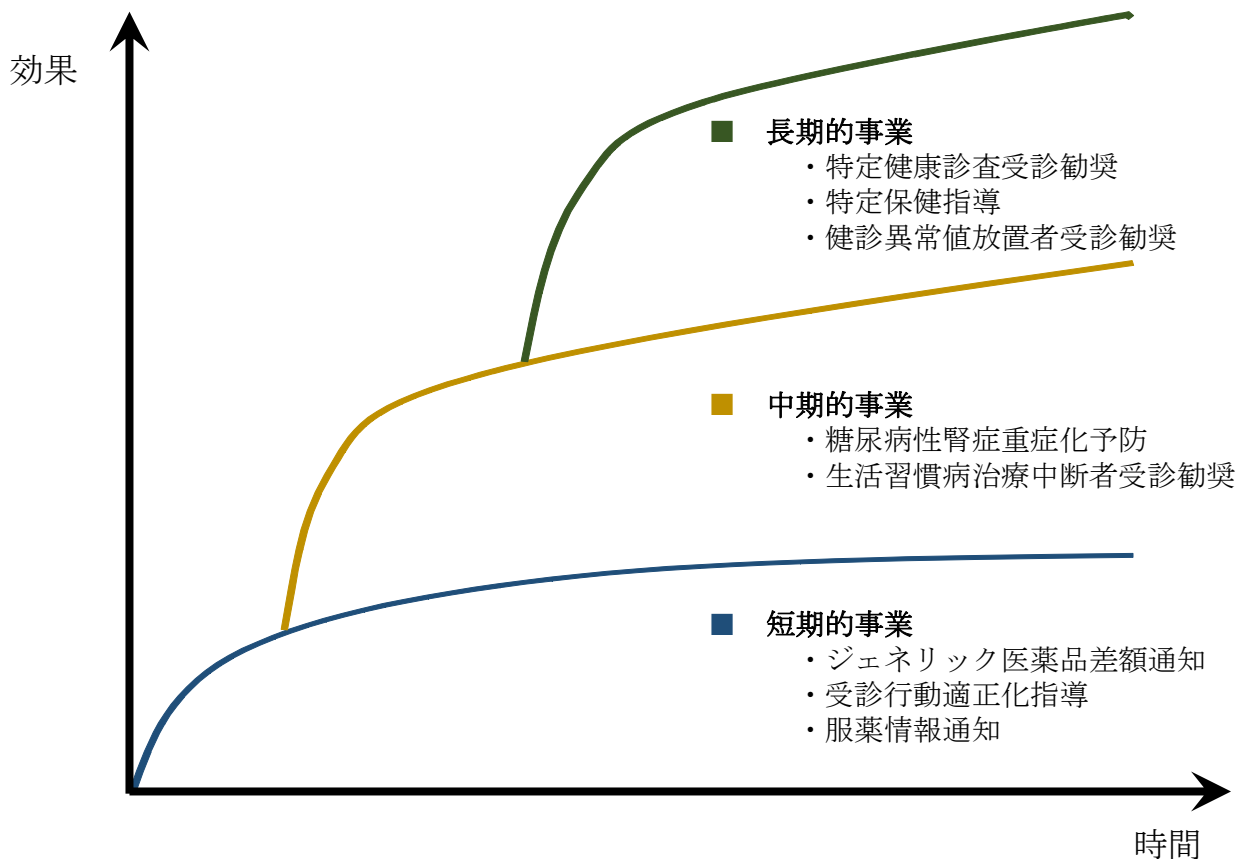 効果
■ 長期的事業
・特定健康診査受診勧奨
・特定保健指導
・健診異常値放置者受診勧奨
■ 中期的事業
・糖尿病性腎症重症化予防
・生活習慣病治療中断者受診勧奨
■ 短期的事業
・ジェネリック医薬品差額通知
・受診行動適正化指導
・服薬情報通知
時間